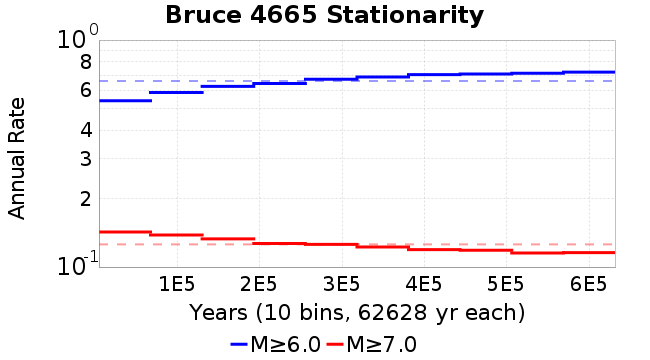 Bruce 4665 Stationarity
10^0
8
6
4
3
2
10^-1
Annual Rate
1E5 2E5 3E5 4E5 5E5 6E5
Years (10 bins, 62628 yr each)
M≥6.0 M≥7.0